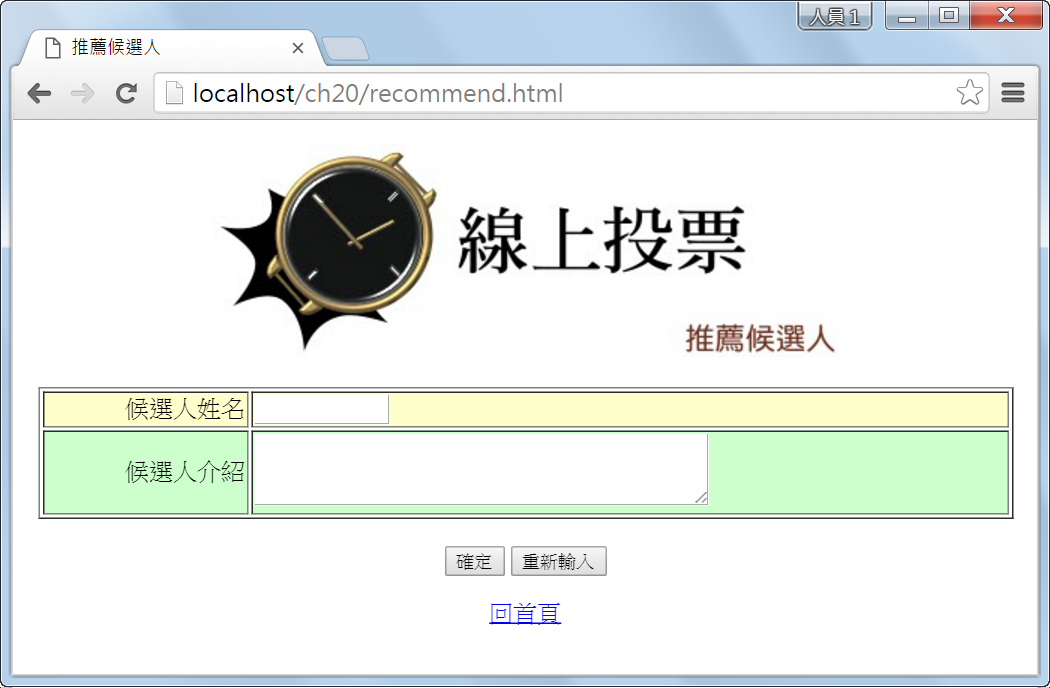 人員 1
推薦候選人
localhost/ch20/recommend.html
線上投票
推薦候選人
候選人姓名
候選人介紹
確定 重新輸入
回首頁